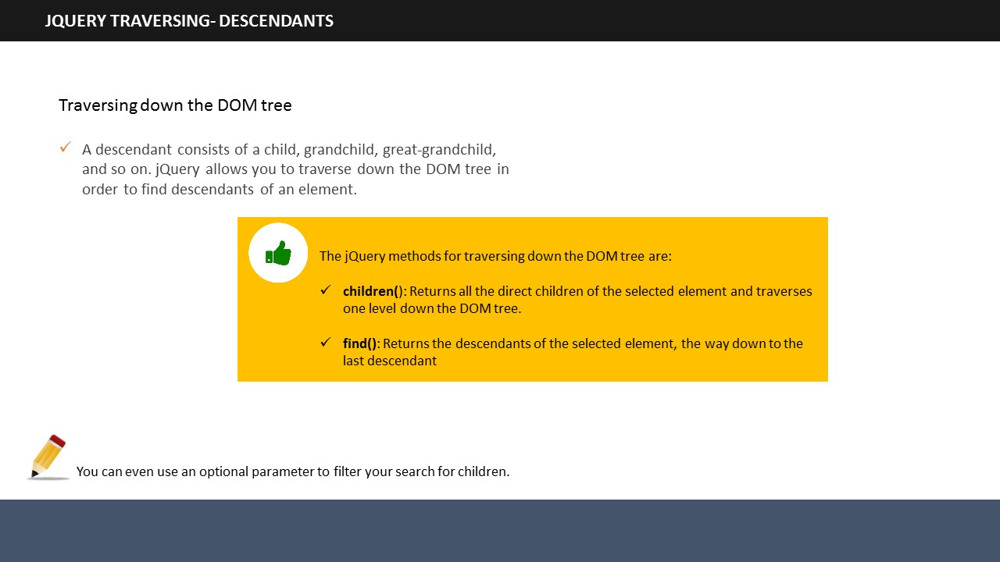 JQUERY TRAVERSING- DESCENDANTS
Traversing down the DOM tree
✓ A descendant consists of a child, grandchild, great-grandchild,
and so on. jQuery allows you to traverse down the DOM tree in
order to find descendants of an element.
The jQuery methods for traversing down the DOM tree are:
✓ children(): Returns all the direct children of the selected element and traverses
one level down the DOM tree.
✓ find(): Returns the descendants of the selected element, the way down to the
last descendant
You can even use an optional parameter to filter your search for children.